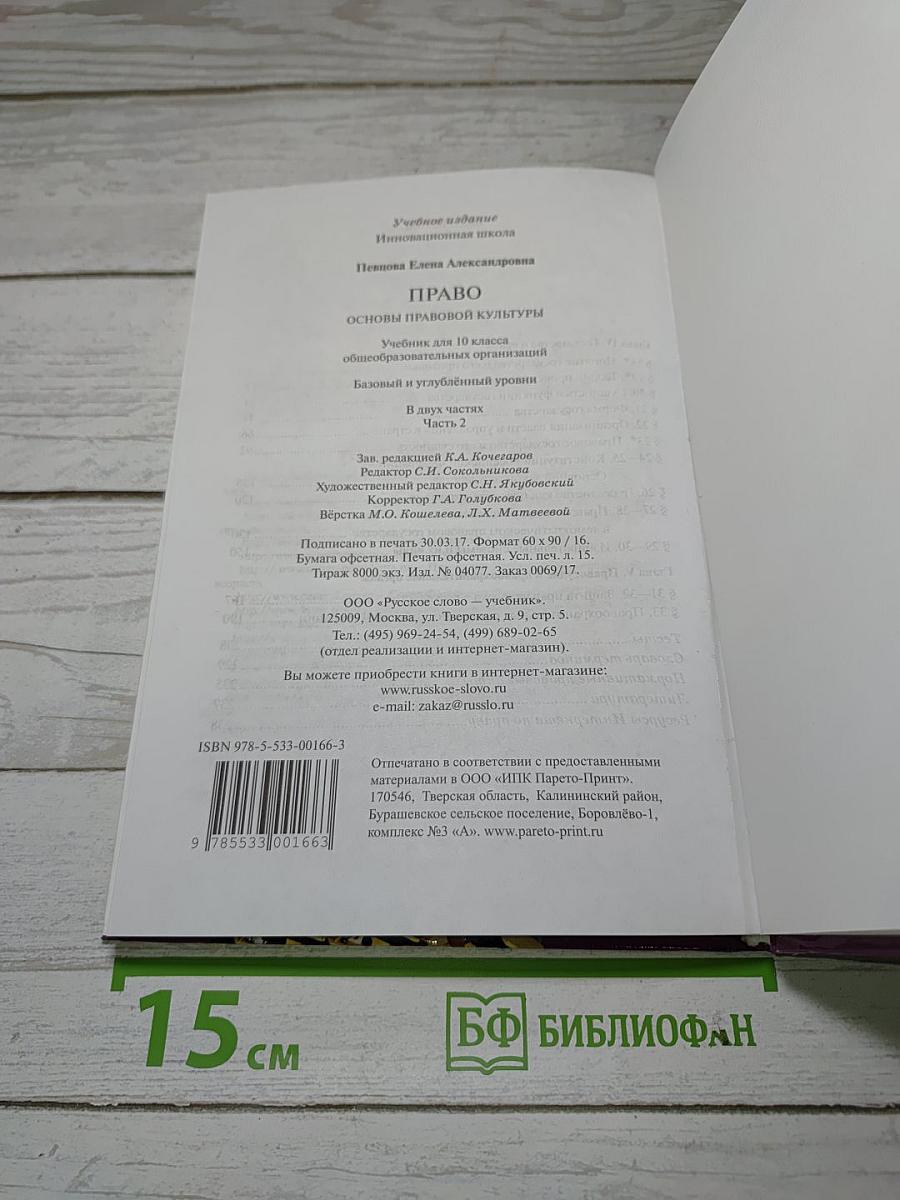 Учебное издание
Инновационная школа
Певцова Елена Александровна
ПРАВО
ОСНОВЫ ПРАВОВОЙ КУЛЬТУРЫ
Учебник для 10 класса
общеобразовательных организаций
Базовый и углублённый уровни
В двух частях
Часть 2
Зав. редакцией К.А. Кочегаров
Редактор С.И. Сокольникова
Художественный редактор С.Н. Якубовский
Корректор Г.А. Голубкова
Вёрстка М.О. Кошелева, Л.Х. Матвеевой
Подписано в печать 30.03.17. Формат 60 х 90 / 16.
Бумага офсетная. Печать офсетная. Усл. печ. л. 15.
Тираж 8000 экз. Изд. № 04077. Заказ 0069/17.
ООО «Русское слово — учебник».
125009, Москва, ул. Тверская, д. 9, стр. 5.
Тел.: (495) 969-24-54, (499) 689-02-65
(отдел реализации и интернет-магазин).
Вы можете приобрести книги в интернет-магазине:
www.russkoe-slovo.ru
e-mail: zakaz@russlo.ru
ISBN 978-5-533-00166-3
9 785533 001663
Отпечатано в соответствии с предоставленными
материалами в ООО «ИПК Парето-Принт».
170546, Тверская область, Калининский район,
Бурашевское сельское поселение, Боровлёво-1,
комплекс №3 «А». www.pareto-print.ru
15 см
БФ БИБЛИОФАН